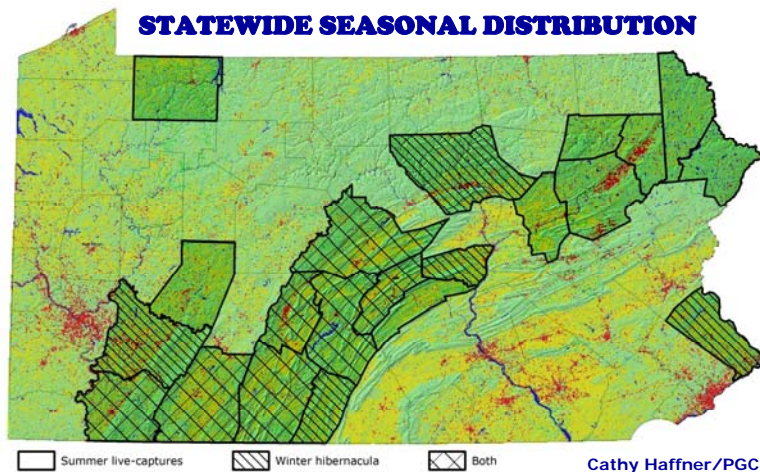 STATEWIDE SEASONAL DISTRIBUTION
Summer live-captures
Winter hibernacula
Both
Cathy Haffner/PGC